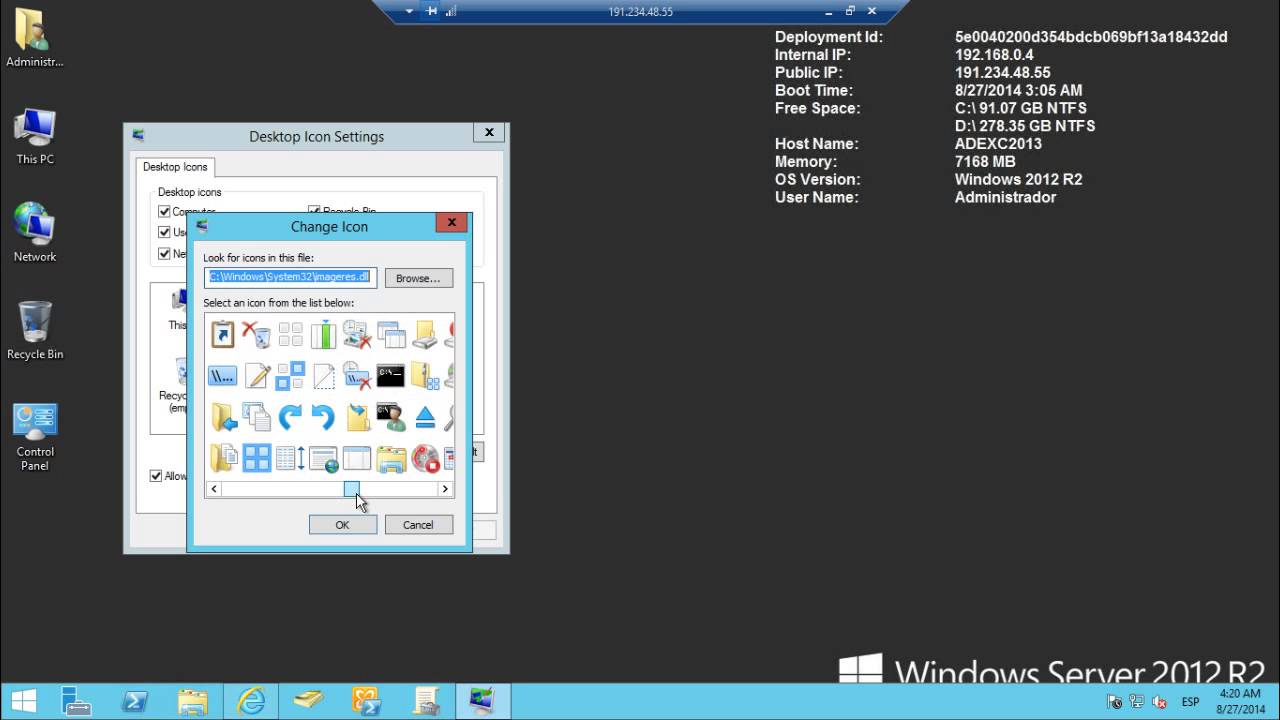 191.234.48.55
Administr...
This PC
Network
Recycle Bin
Control
Panel
Deployment Id: 5e0040200d354bdcb069bf13a18432dd
Internal IP: 192.168.0.4
Public IP: 191.234.48.55
Boot Time: 8/27/2014 3:05 AM
Free Space: C:\ 91.07 GB NTFS
D:\ 278.35 GB NTFS
Host Name: ADEXC2013
Memory: 7168 MB
OS Version: Windows 2012 R2
User Name: Administrador
Desktop Icon Settings
Desktop Icons
Desktop icons
Computer
Recycle Bin
Use
Net
This
Recyc
(emp
Allow
lt
Change Icon
Look for icons in this file:
C:\Windows\System32\imageres.dll
Browse...
Select an icon from the list below:
\\...
C:\
C:\
OK
Cancel
Windows Server 2012 R2
ESP
4:20 AM
8/27/2014